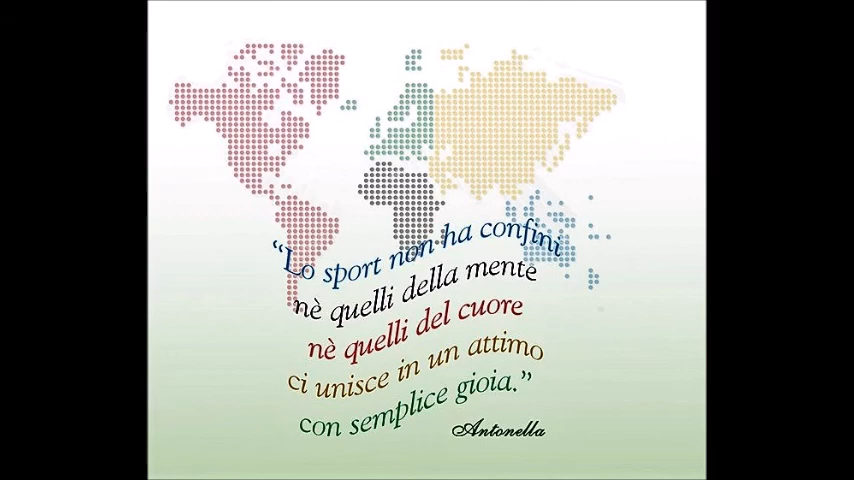 “Lo sport non ha confini
nè quelli della mente
nè quelli del cuore
ci unisce in un attimo
con semplice gioia.”
Antonella